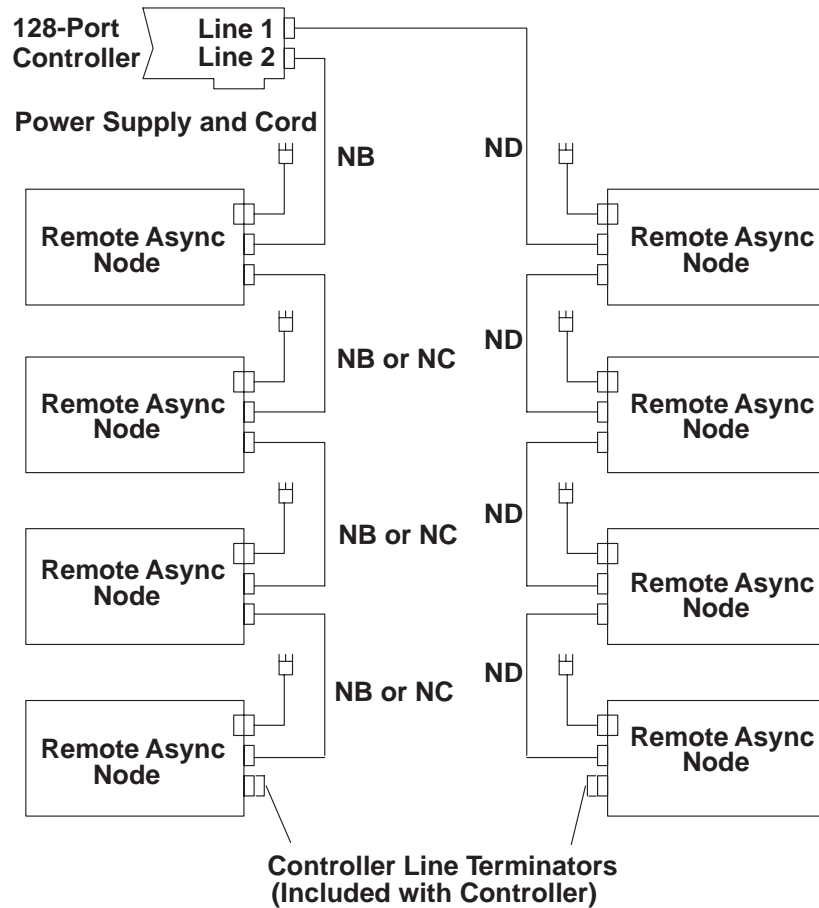 128-Port
Controller
Line 1
Line 2
Power Supply and Cord
NB
ND
Remote Async
Node
Remote Async
Node
NB or NC
ND
Remote Async
Node
Remote Async
Node
NB or NC
ND
Remote Async
Node
Remote Async
Node
NB or NC
ND
Remote Async
Node
Remote Async
Node
Controller Line Terminators
(Included with Controller)